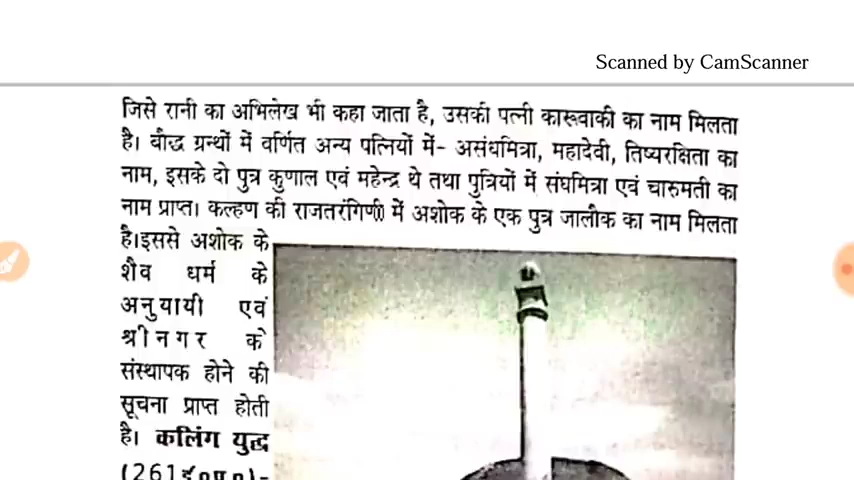 Scanned by CamScanner
जिसे रानी का अभिलेख भी कहा जाता है, उसकी पत्नी कारूवाकी का नाम मिलता
है। बौद्ध ग्रन्थों में वर्णित अन्य पत्नियों में- असंधमित्रा, महादेवी, तिष्यरक्षिता का
नाम, इसके दो पुत्र कुणाल एवं महेन्द्र थे तथा पुत्रियों में संघमित्रा एवं चारुमती का
नाम प्राप्त। कल्हण की राजतरंगिणी में अशोक के एक पुत्र जालौक का नाम मिलता
है।इससे अशोक के
शैव धर्म के
अनुयायी एवं
श्रीनगर के
संस्थापक होने की
सूचना प्राप्त होती
है। कलिंग युद्ध
(261ई०पू०)-